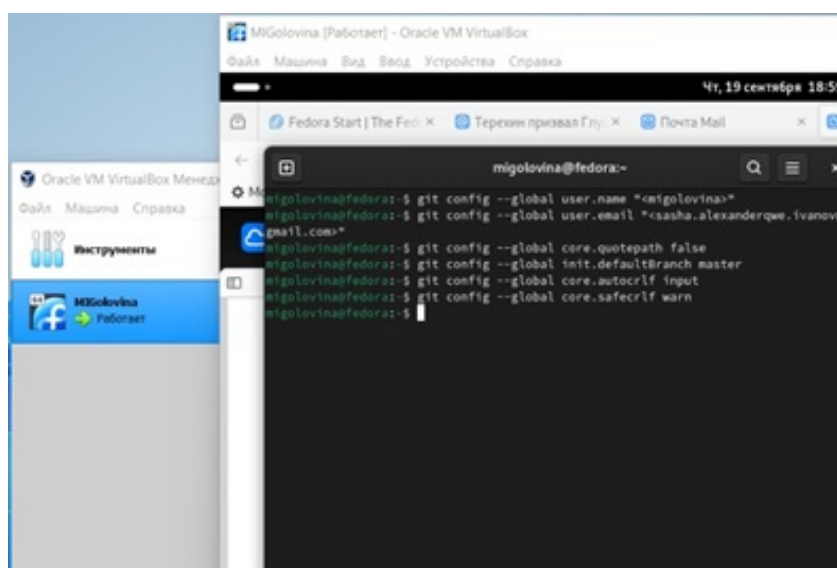 MIGolovina [Работает] - Oracle VM VirtualBox
Файл Машина Вид Ввод Устройства Справка
Чт, 19 сентября 18:5
Fedora Start | The Fed
Терехин призвал
Почта Mail
Oracle VM VirtualBox Менед
Файл Машина Справка
Инструменты
MIGolovina
Работает
migolovina@fedora:~
migolovina@fedora:~$ git config --global user.name "<migolovina>"
migolovina@fedora:~$ git config --global user.email "<sasha.alexanderqwe.ivanov
gmail.com>"
migolovina@fedora:~$ git config --global core.quotepath false
migolovina@fedora:~$ git config --global init.defaultBranch master
migolovina@fedora:~$ git config --global core.autocrlf input
migolovina@fedora:~$ git config --global core.safecrlf warn
migolovina@fedora:~$